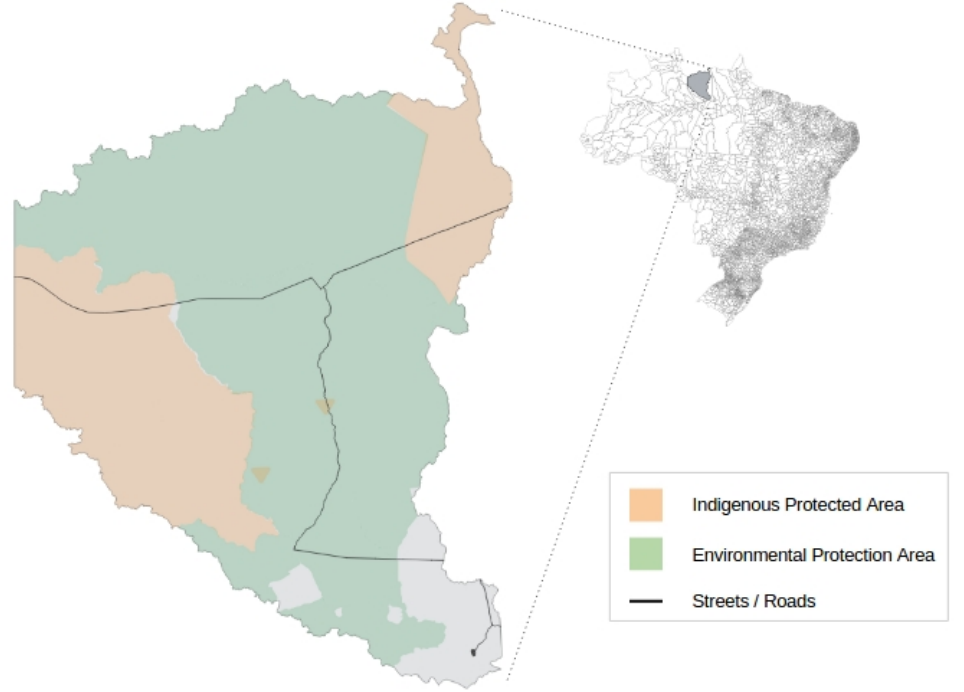 Indigenous Protected Area
Environmental Protection Area
Streets / Roads